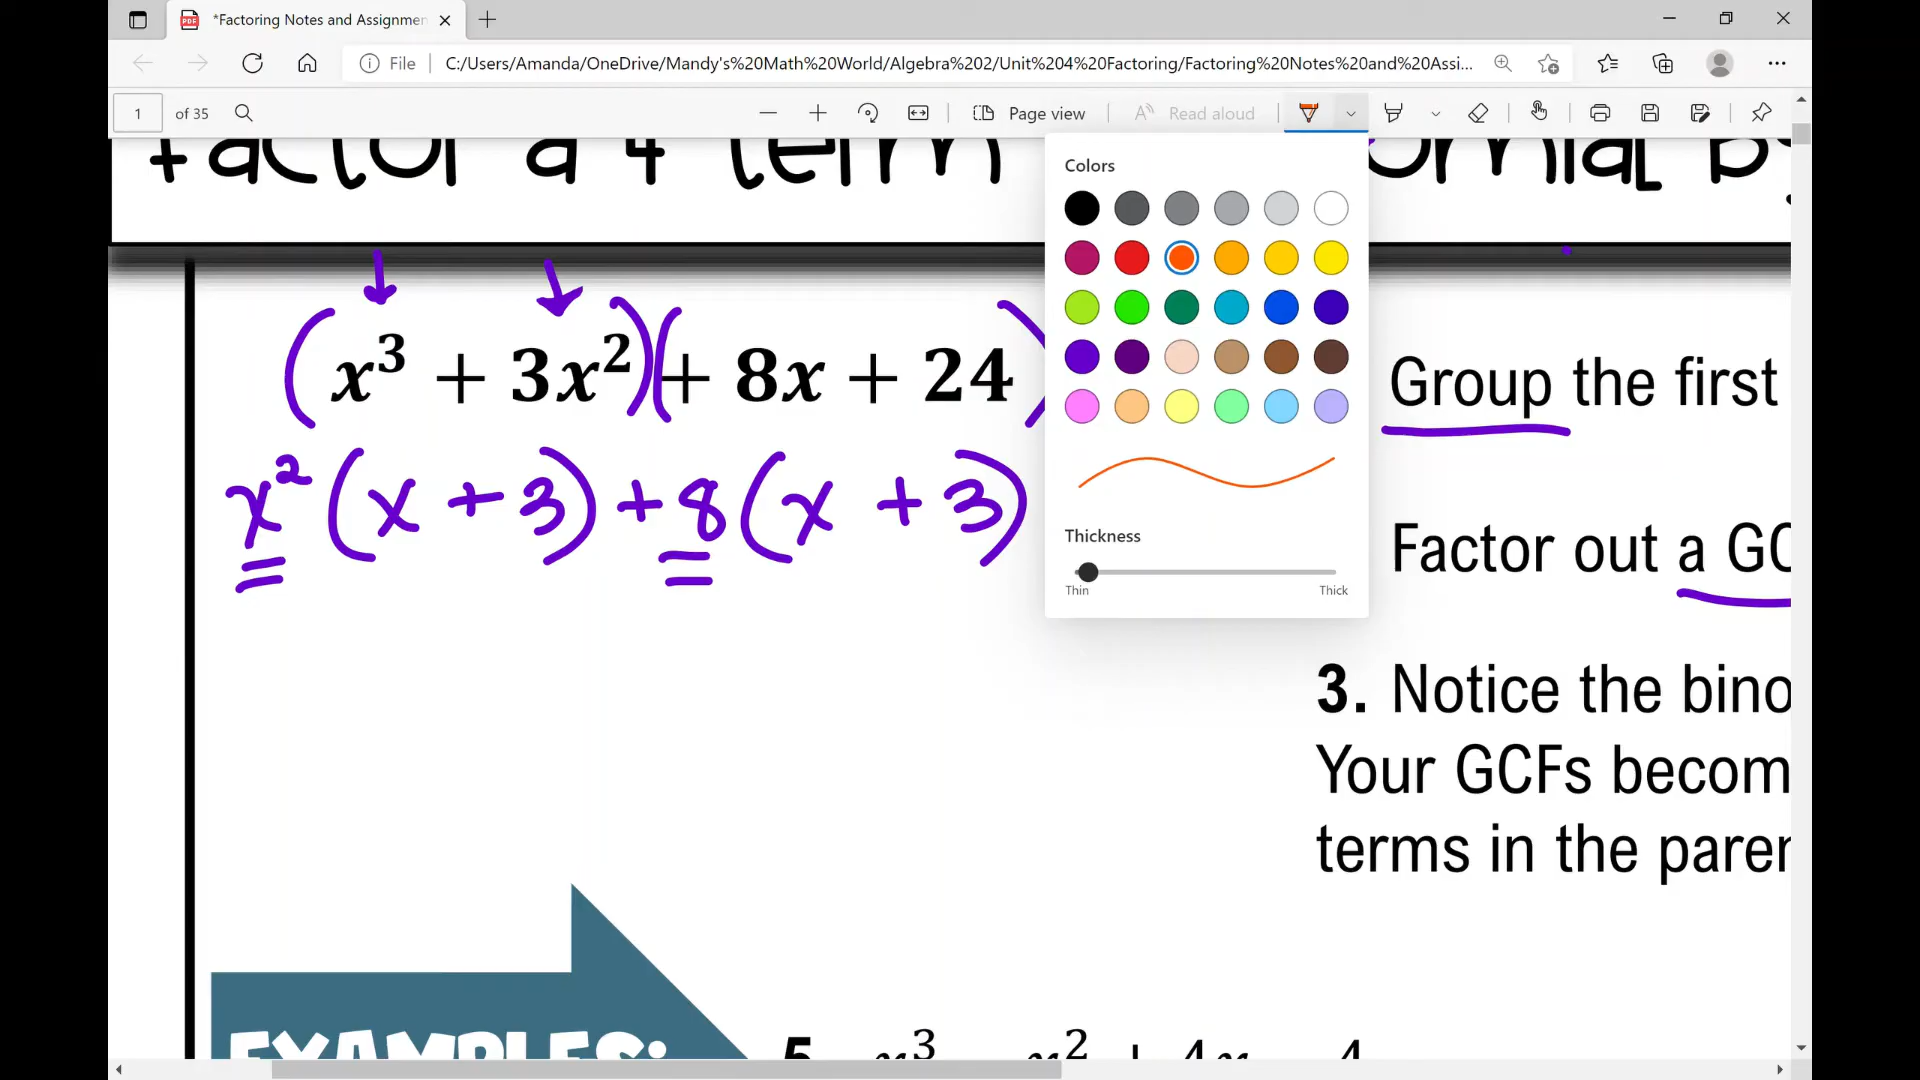 *Factoring Notes and Assignmen
File
C:/Users/Amanda/OneDrive/Mandy's%20Math%20World/Algebra%202/Unit%204%20Factoring/Factoring%20Notes%20and%20Assi...
1 of 35
Page view
Read aloud
factor a 4 term
Colors
(x³ + 3x²)(+ 8x + 24)
x² (x + 3) + 8 (x + 3)
Thickness
Thin Thick
Group the first
Factor out a GC
3. Notice the bino
Your GCFs becom
terms in the paren
EXAMPLES: